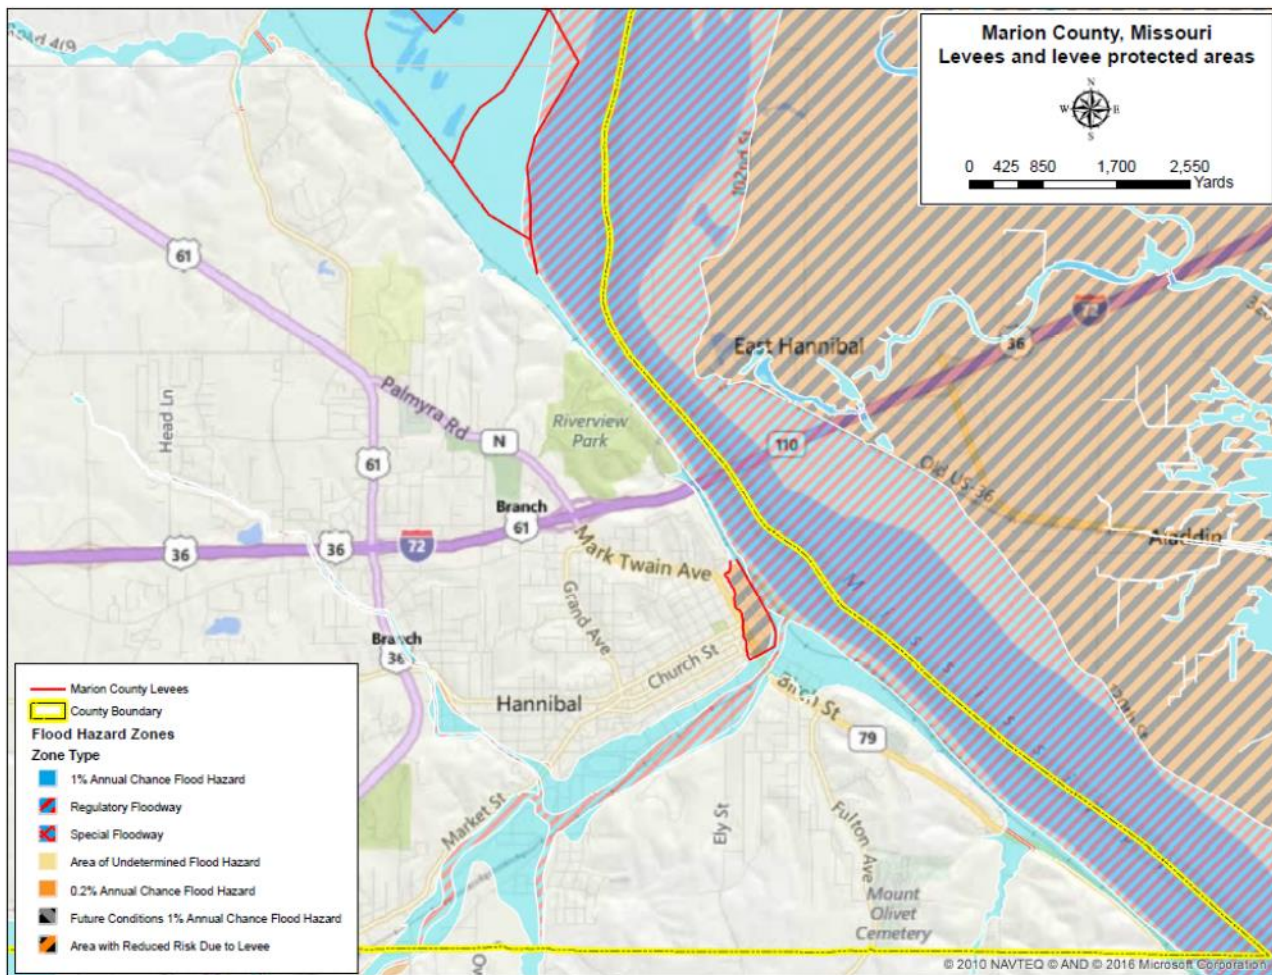 Marion County, Missouri
Levees and levee protected areas
N
W E
S
0 425 850 1,700 2,550
Yards
102nd St
61
72
36
East Hannibal
Palmyra Rd
Head Ln
Riverview
Park
N
110
61
Old US-36
Branch
61
36
36
72
Mark Twain Ave
Aladdin
Grand Ave
Branch
36
Church St
Hannibal
Birch St
79
Market St
Ely St
Fulton Ave
Mount
Olivet
Cemetery
Marion County Levees
County Boundary
Flood Hazard Zones
Zone Type
1% Annual Chance Flood Hazard
Regulatory Floodway
Special Floodway
Area of Undetermined Flood Hazard
0.2% Annual Chance Flood Hazard
Future Conditions 1% Annual Chance Flood Hazard
Area with Reduced Risk Due to Levee
© 2010 NAVTEQ © AND © 2016 Microsoft Corporation